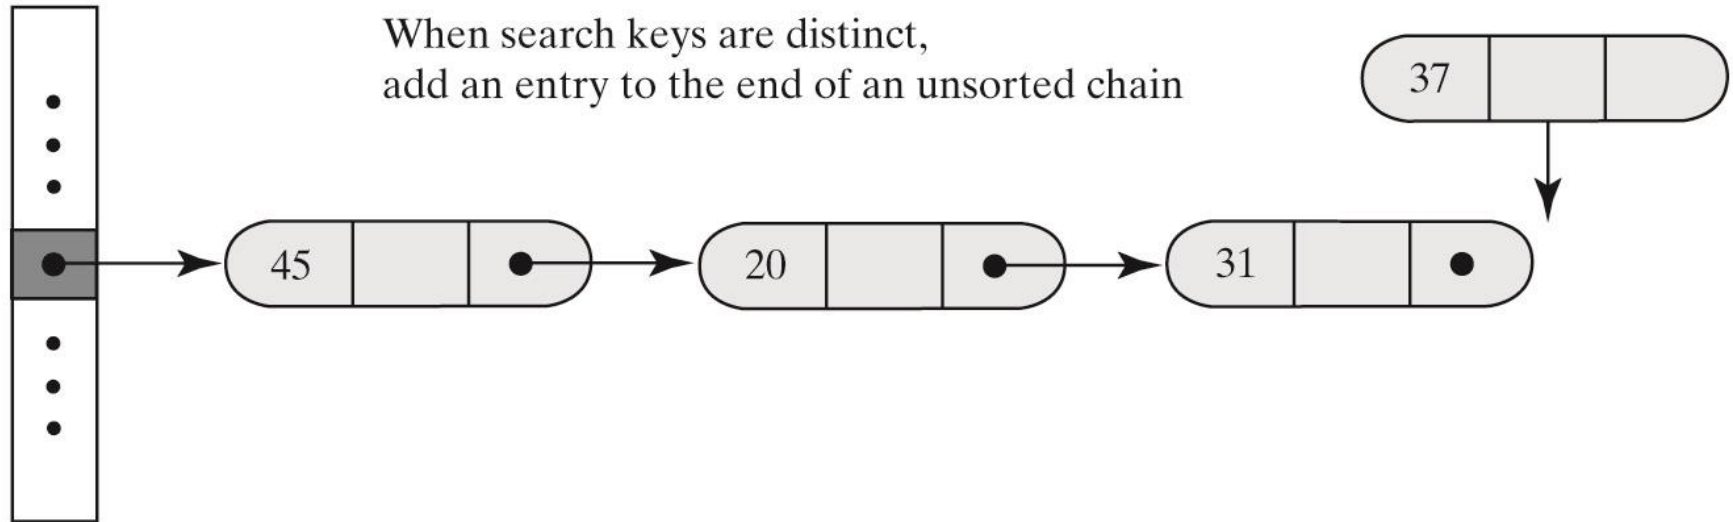 When search keys are distinct,
add an entry to the end of an unsorted chain
37
45
20
31